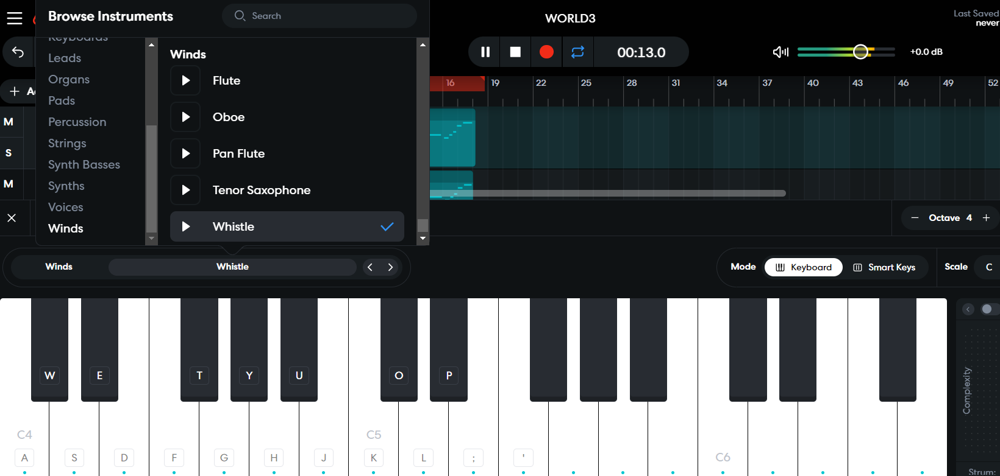 Browse Instruments
Search
WORLD3
Last Saved
never
00:13.0
+0.0 dB
Keyboards
Leads
Organs
Pads
Percussion
Strings
Synth Basses
Synths
Voices
Winds
Winds
Flute
Oboe
Pan Flute
Tenor Saxophone
Whistle
16 19 22 25 28 31 34 37 40 43 46 49 52
M
S
M
Octave 4
Winds
Whistle
Mode
Keyboard
Smart Keys
Scale
C
W E T Y U O P
C4 C5 C6
A S D F G H J K L ; '
Complexity
Strum: